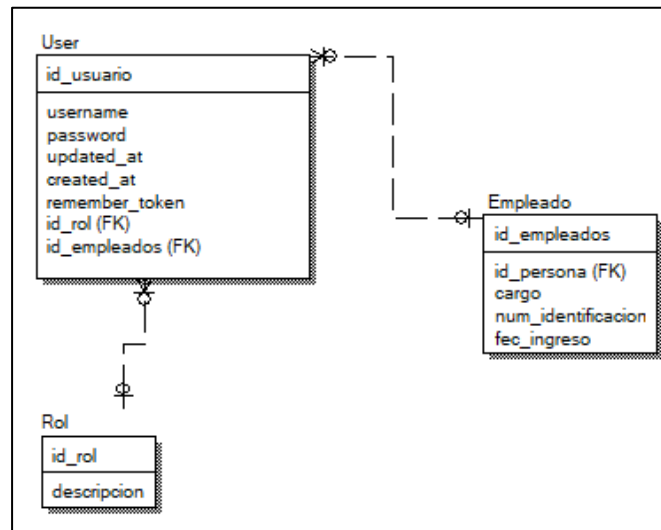 User
id_usuario
username
password
updated_at
created_at
remember_token
id_rol (FK)
id_empleados (FK)
Empleado
id_empleados
id_persona (FK)
cargo
num_identificacion
fec_ingreso
Rol
id_rol
descripcion